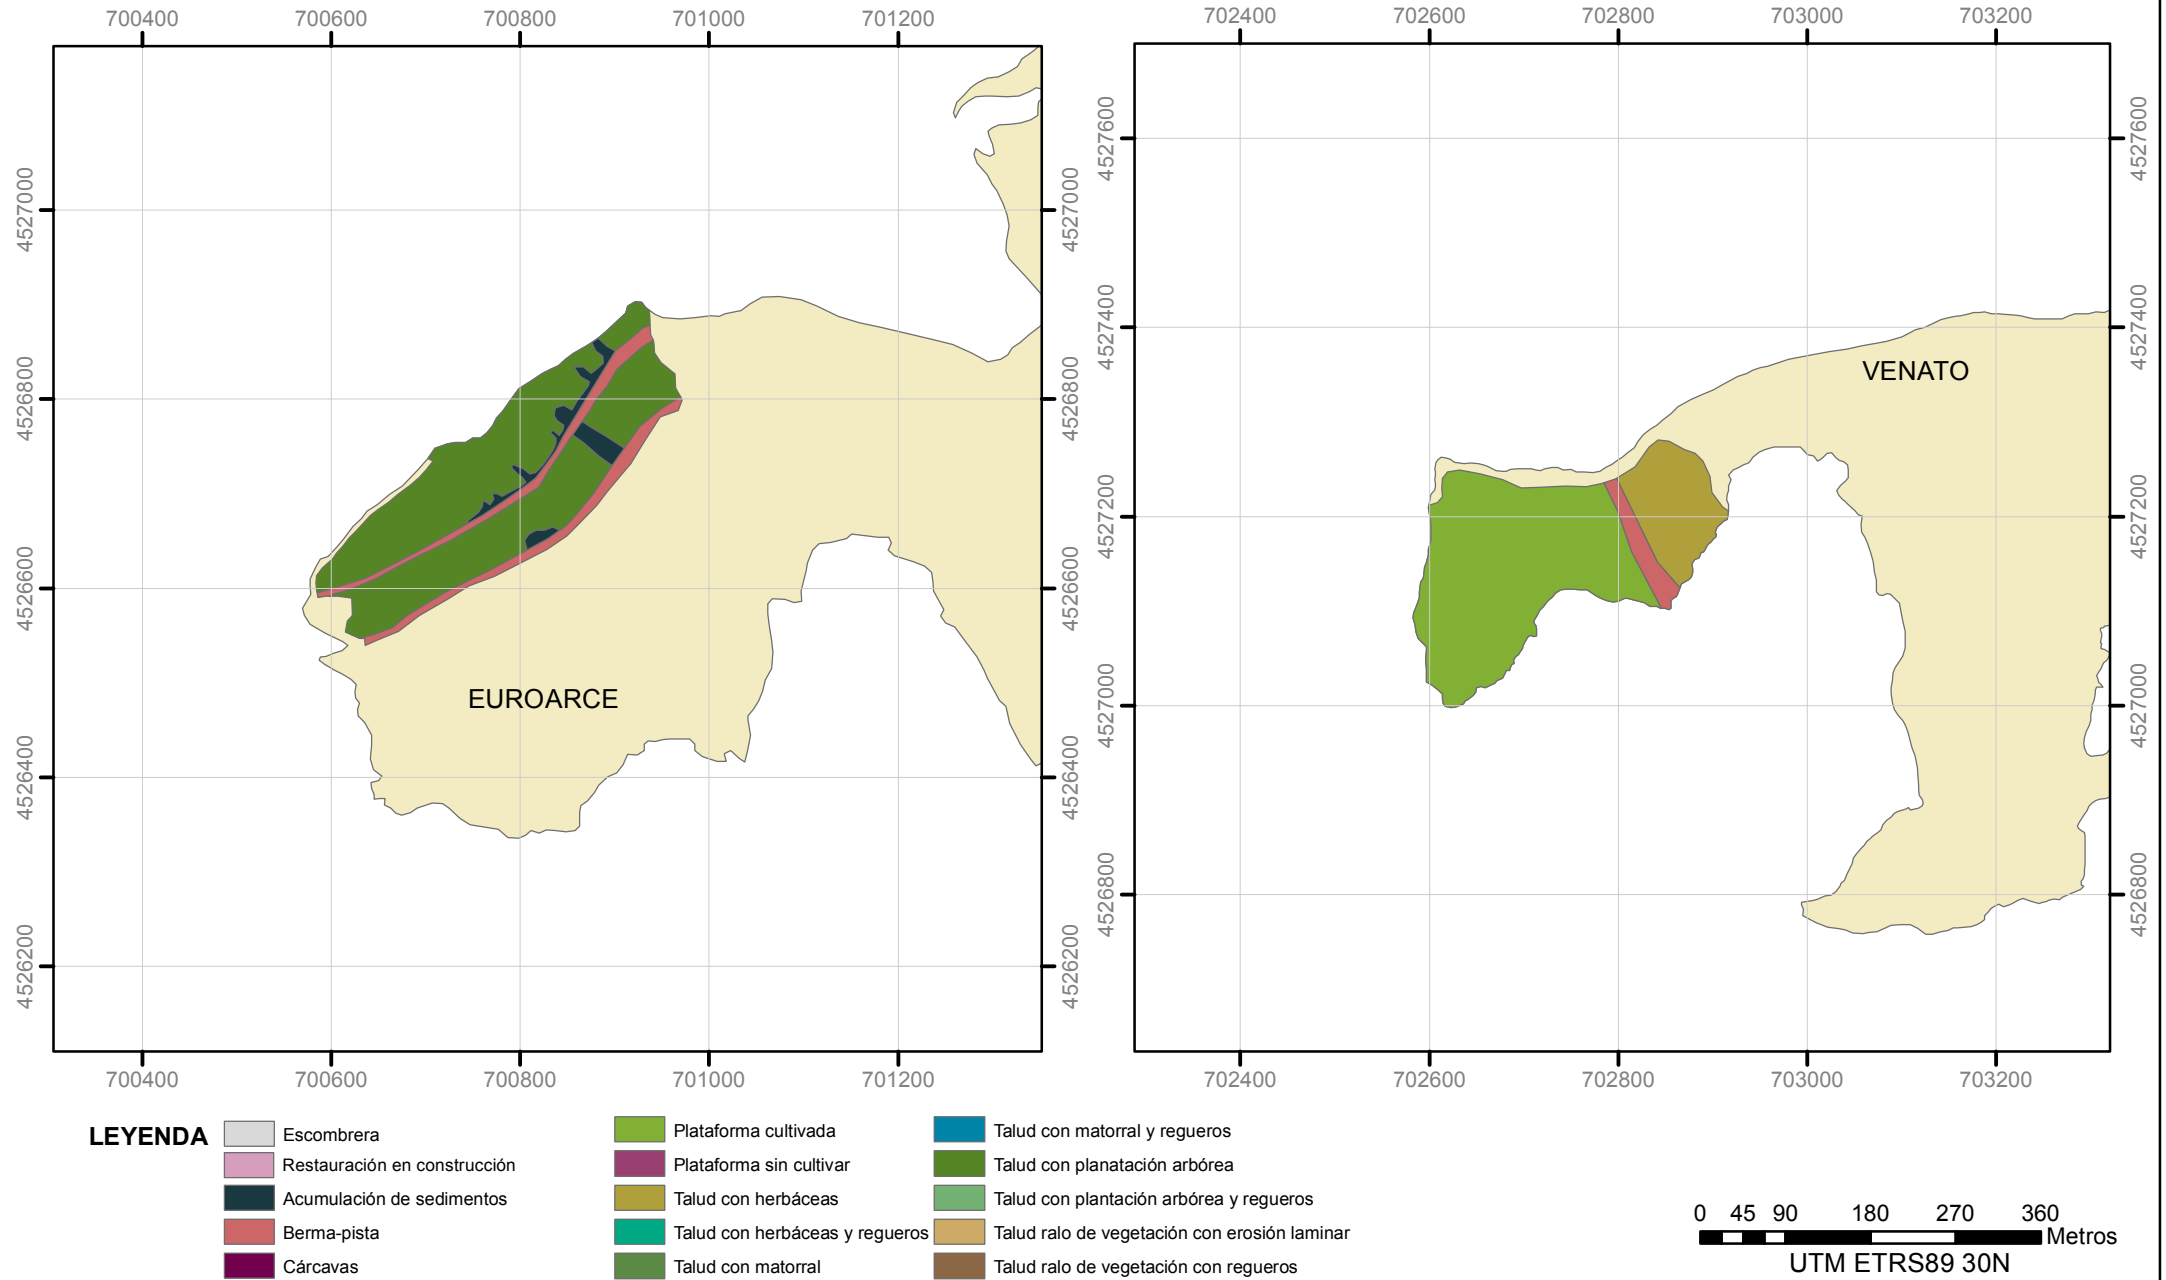 700400 700600 700800 701000 701200
702400 702600 702800 703000 703200
4527000 4526800 4526600 4526400 4526200
EUROARCE
4527000 4526800 4526600 4526400 4526200
4527600 4527400 4527200 4527000 4526800
VENATO
4527600 4527400 4527200 4527000 4526800
700400 700600 700800 701000 701200
702400 702600 702800 703000 703200
LEYENDA
Escombrera
Restauración en construcción
Acumulación de sedimentos
Berma-pista
Cárcavas
Plataforma cultivada
Plataforma sin cultivar
Talud con herbáceas
Talud con herbáceas y regueros
Talud con matorral
Talud con matorral y regueros
Talud con planatación arbórea
Talud con plantación arbórea y regueros
Talud ralo de vegetación con erosión laminar
Talud ralo de vegetación con regueros
0 45 90 180 270 360
Metros
UTM ETRS89 30N